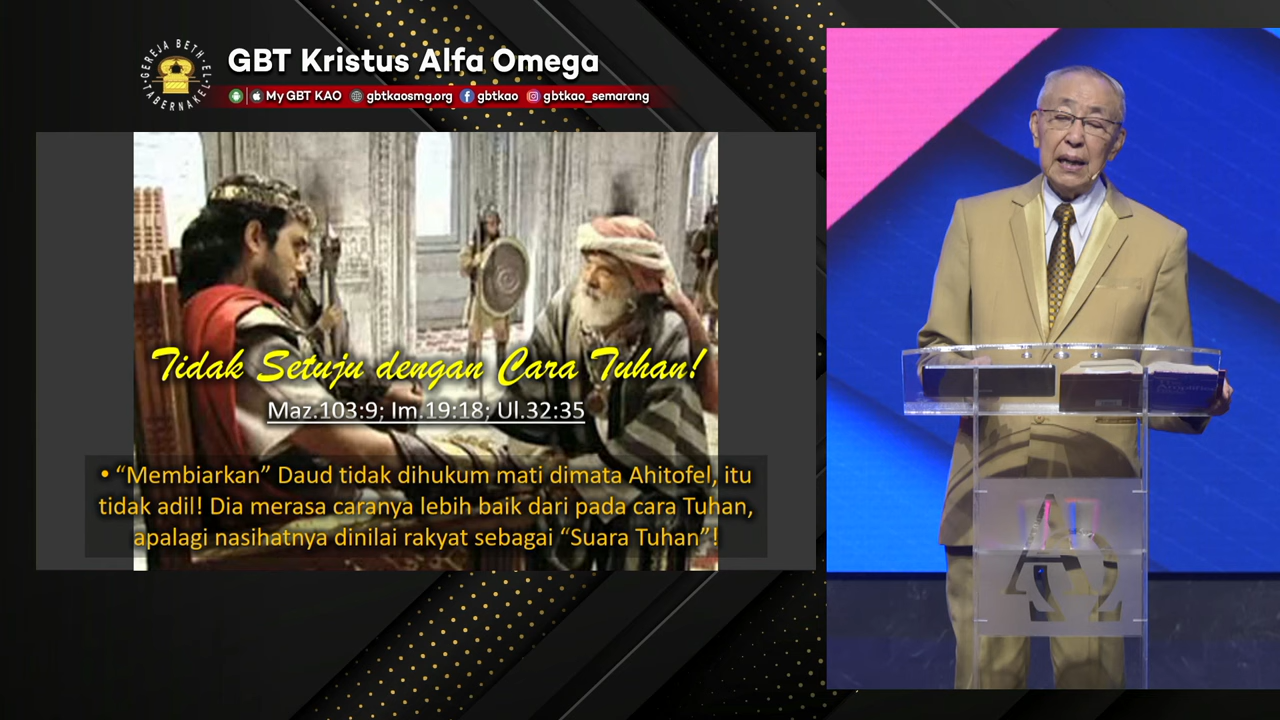 GEREJA BETH-EL
TABERNAKEL
GBT Kristus Alfa Omega
My GBT KAO gbtkaosmg.org gbtkao gbtkao_semarang
Tidak Setuju dengan Cara Tuhan!
Maz.103:9; Im.19:18; Ul.32:35
• “Membiarkan” Daud tidak dihukum mati dimata Ahitofel, itu
tidak adil! Dia merasa caranya lebih baik dari pada cara Tuhan,
apalagi nasihatnya dinilai rakyat sebagai “Suara Tuhan”!
ΑΩ